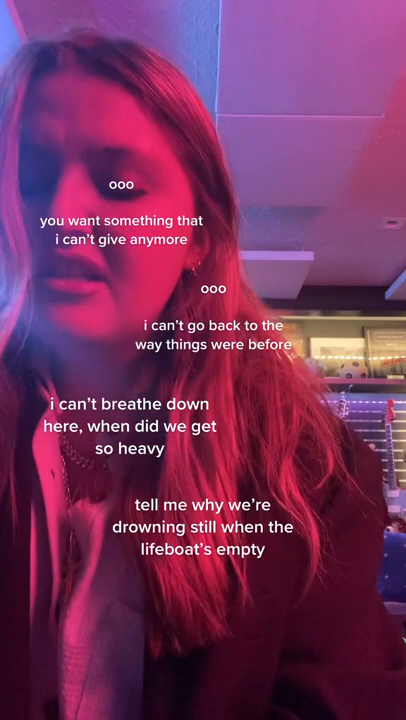 ooo
you want something that
i can't give anymore
ooo
i can't go back to the
way things were before
i can't breathe down
here, when did we get
so heavy
tell me why we're
drowning still when the
lifeboat's empty